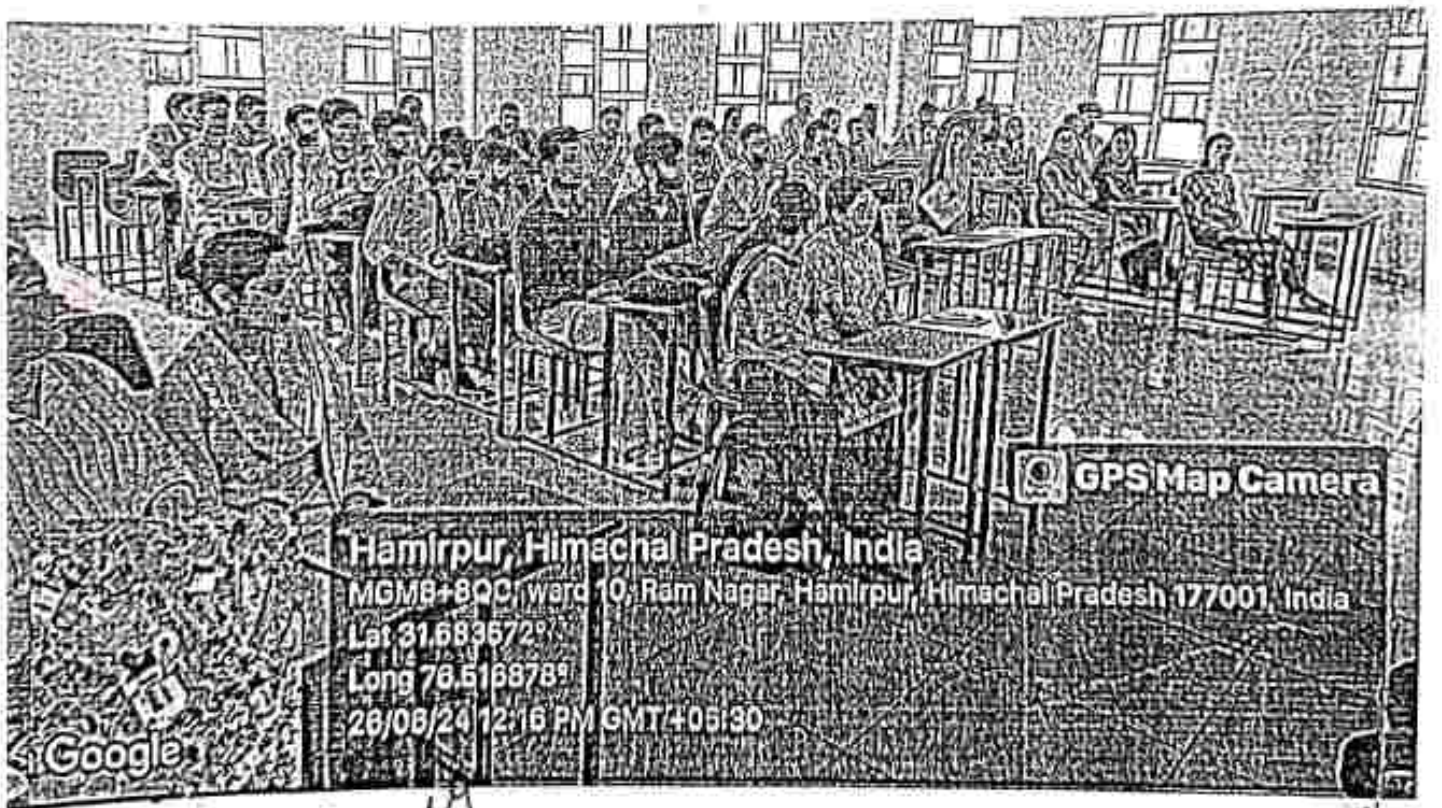 GPS Map Camera
Hamirpur, Himachal Pradesh, India
MGM8+8QC, ward 10, Ram Nagar, Hamirpur, Himachal Pradesh 177001, India
Lat 31.683672°
Long 76.516878°
26/06/24 12:16 PM GMT +05:30
Google